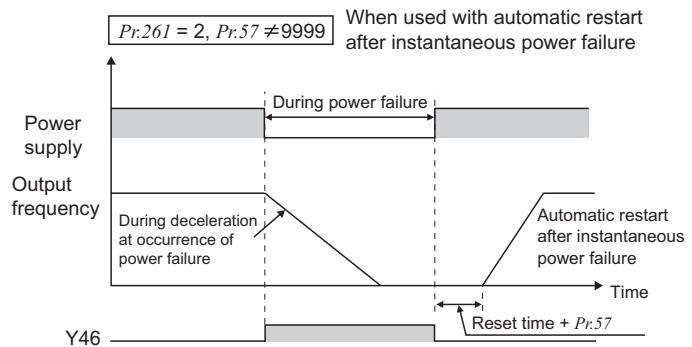 Pr.261 = 2, Pr.57 ≠9999
When used with automatic restart
after instantaneous power failure
During power failure
Power
supply
Output
frequency
During deceleration
at occurrence of
power failure
Automatic restart
after instantaneous
power failure
Time
Reset time + Pr.57
Y46